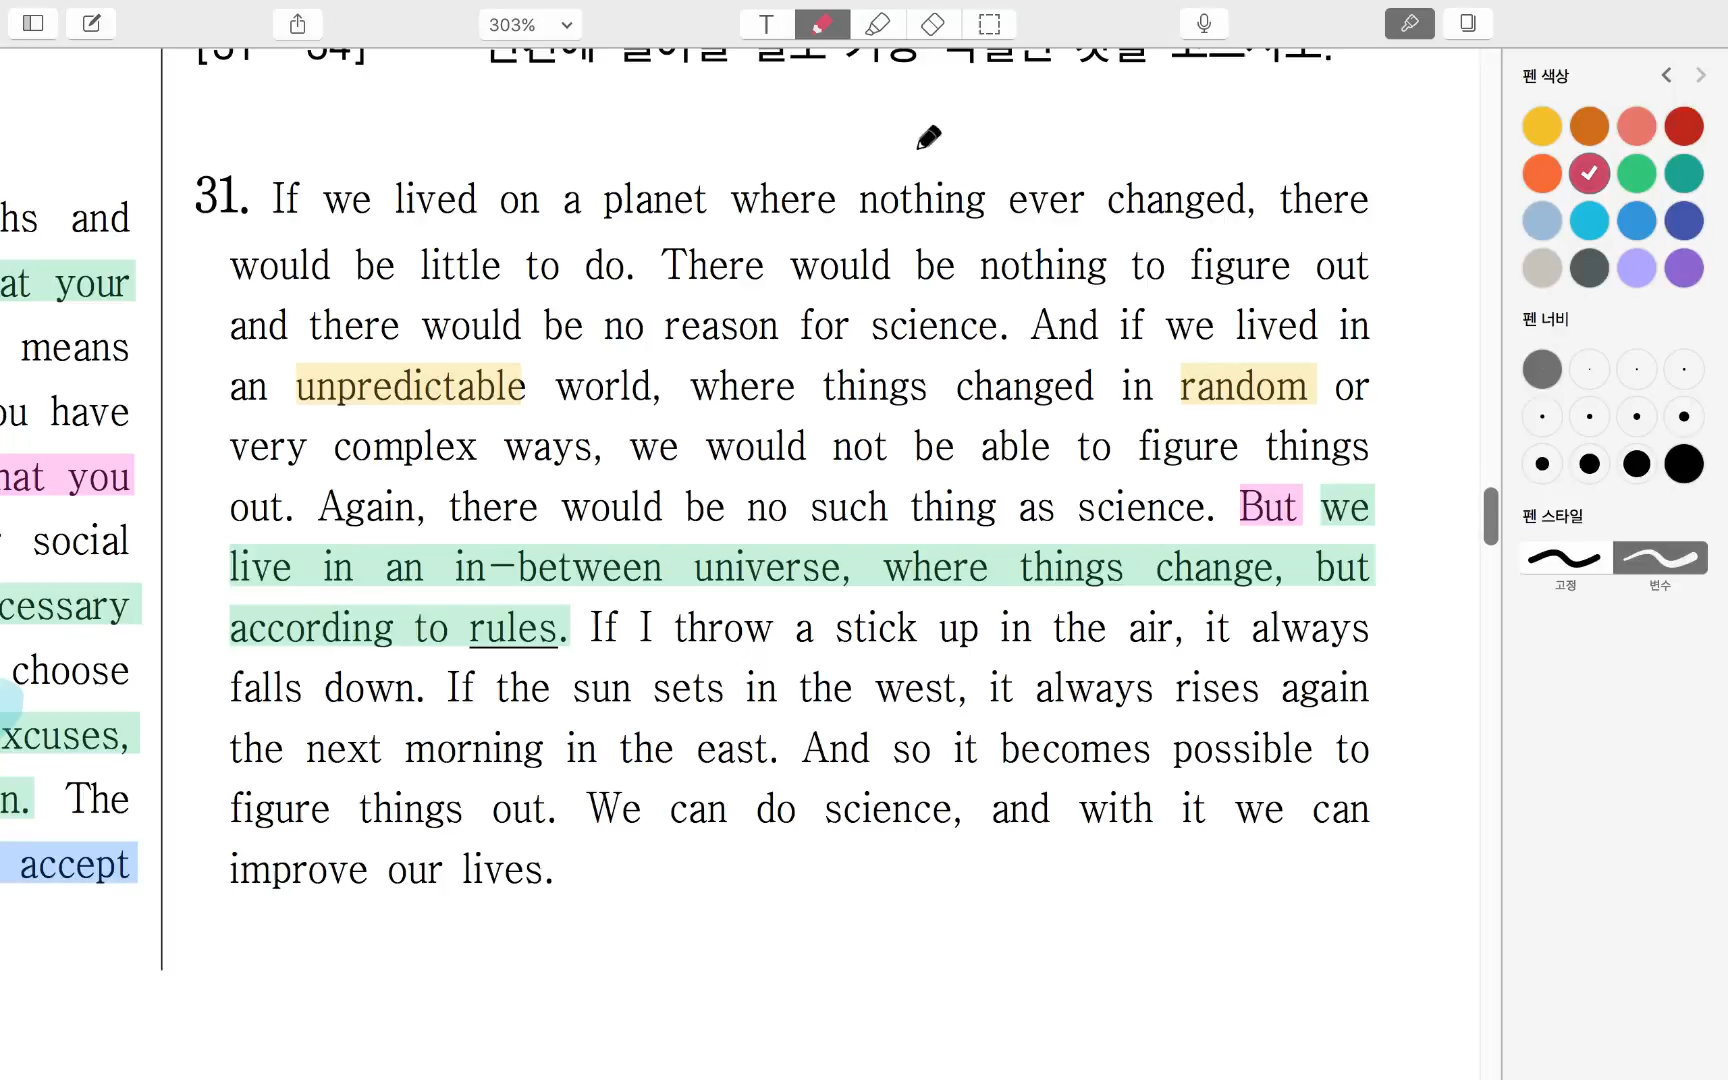 303%
T
펜 색상
31. If we lived on a planet where nothing ever changed, there
would be little to do. There would be nothing to figure out
and there would be no reason for science. And if we lived in
an unpredictable world, where things changed in random or
very complex ways, we would not be able to figure things
out. Again, there would be no such thing as science. But we
live in an in-between universe, where things change, but
according to rules. If I throw a stick up in the air, it always
falls down. If the sun sets in the west, it always rises again
the next morning in the east. And so it becomes possible to
figure things out. We can do science, and with it we can
improve our lives.
and
at your
means
have
you
social
choose
The
accept
펜 너비
펜 스타일
고정
변수